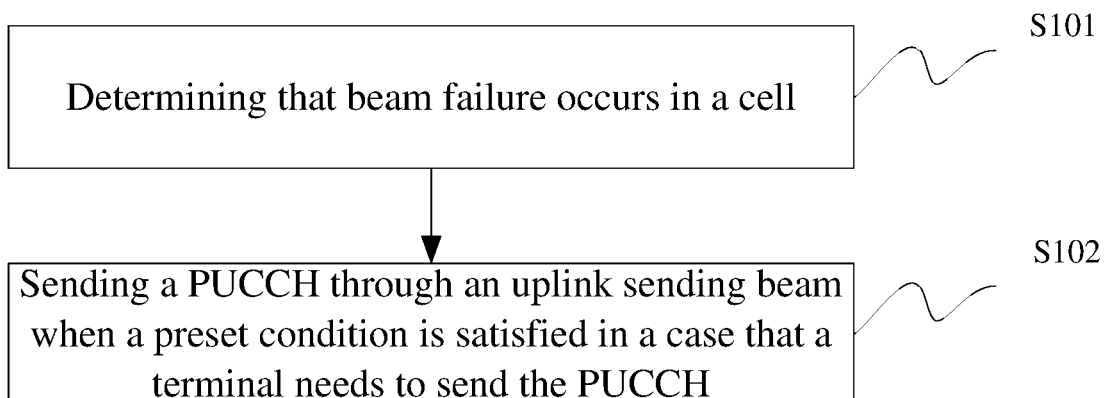 S101
Determining that beam failure occurs in a cell
S102
Sending a PUCCH through an uplink sending beam
when a preset condition is satisfied in a case that a
terminal needs to send the PUCCH